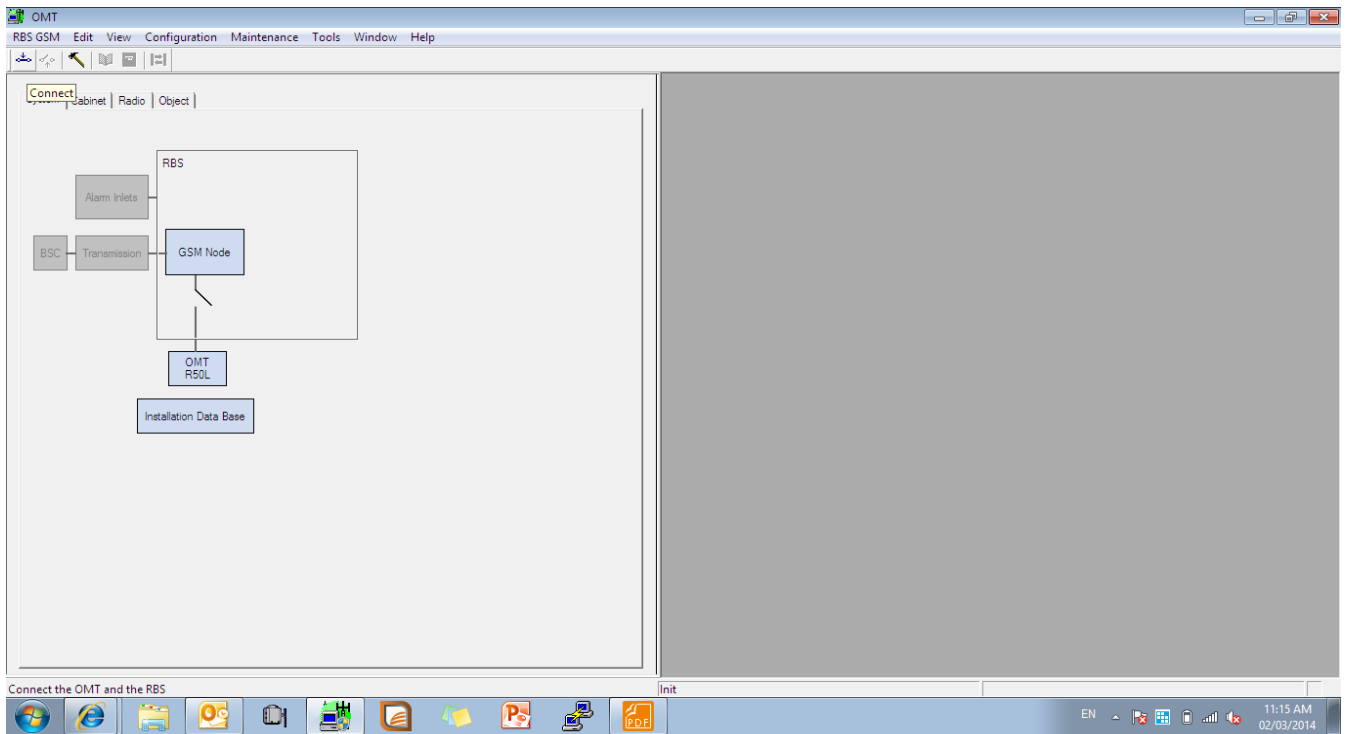 OMT
RBS GSM Edit View Configuration Maintenance Tools Window Help
Connect
Cabinet Radio Object
RBS
Alarm Inlets
BSC Transmission GSM Node
OMT
R50L
Installation Data Base
Connect the OMT and the RBS Init
EN 11:15 AM
02/03/2014
PDF